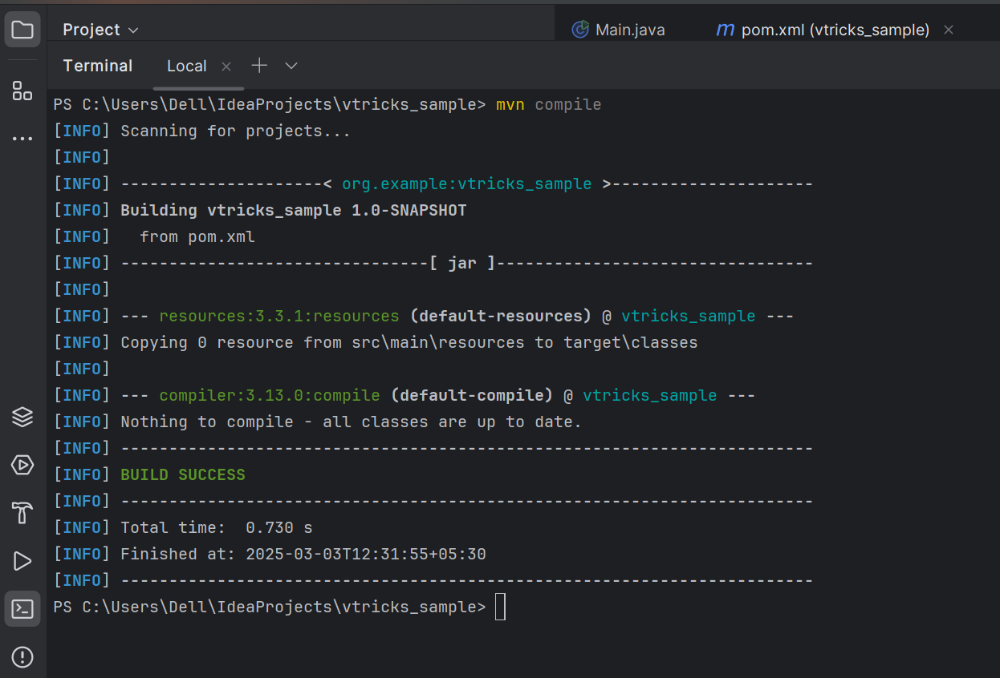 Project
Main.java
pom.xml (vtricks_sample)
Terminal
Local
PS C:\Users\Dell\IdeaProjects\vtricks_sample> mvn compile
[INFO] Scanning for projects...
[INFO]
[INFO] ---------------------< org.example:vtricks_sample >---------------------
[INFO] Building vtricks_sample 1.0-SNAPSHOT
[INFO]   from pom.xml
[INFO] --------------------------------[ jar ]---------------------------------
[INFO]
[INFO] --- resources:3.3.1:resources (default-resources) @ vtricks_sample ---
[INFO] Copying 0 resource from src\main\resources to target\classes
[INFO]
[INFO] --- compiler:3.13.0:compile (default-compile) @ vtricks_sample ---
[INFO] Nothing to compile - all classes are up to date.
[INFO] ------------------------------------------------------------------------
[INFO] BUILD SUCCESS
[INFO] ------------------------------------------------------------------------
[INFO] Total time:  0.730 s
[INFO] Finished at: 2025-03-03T12:31:55+05:30
[INFO] ------------------------------------------------------------------------
PS C:\Users\Dell\IdeaProjects\vtricks_sample>